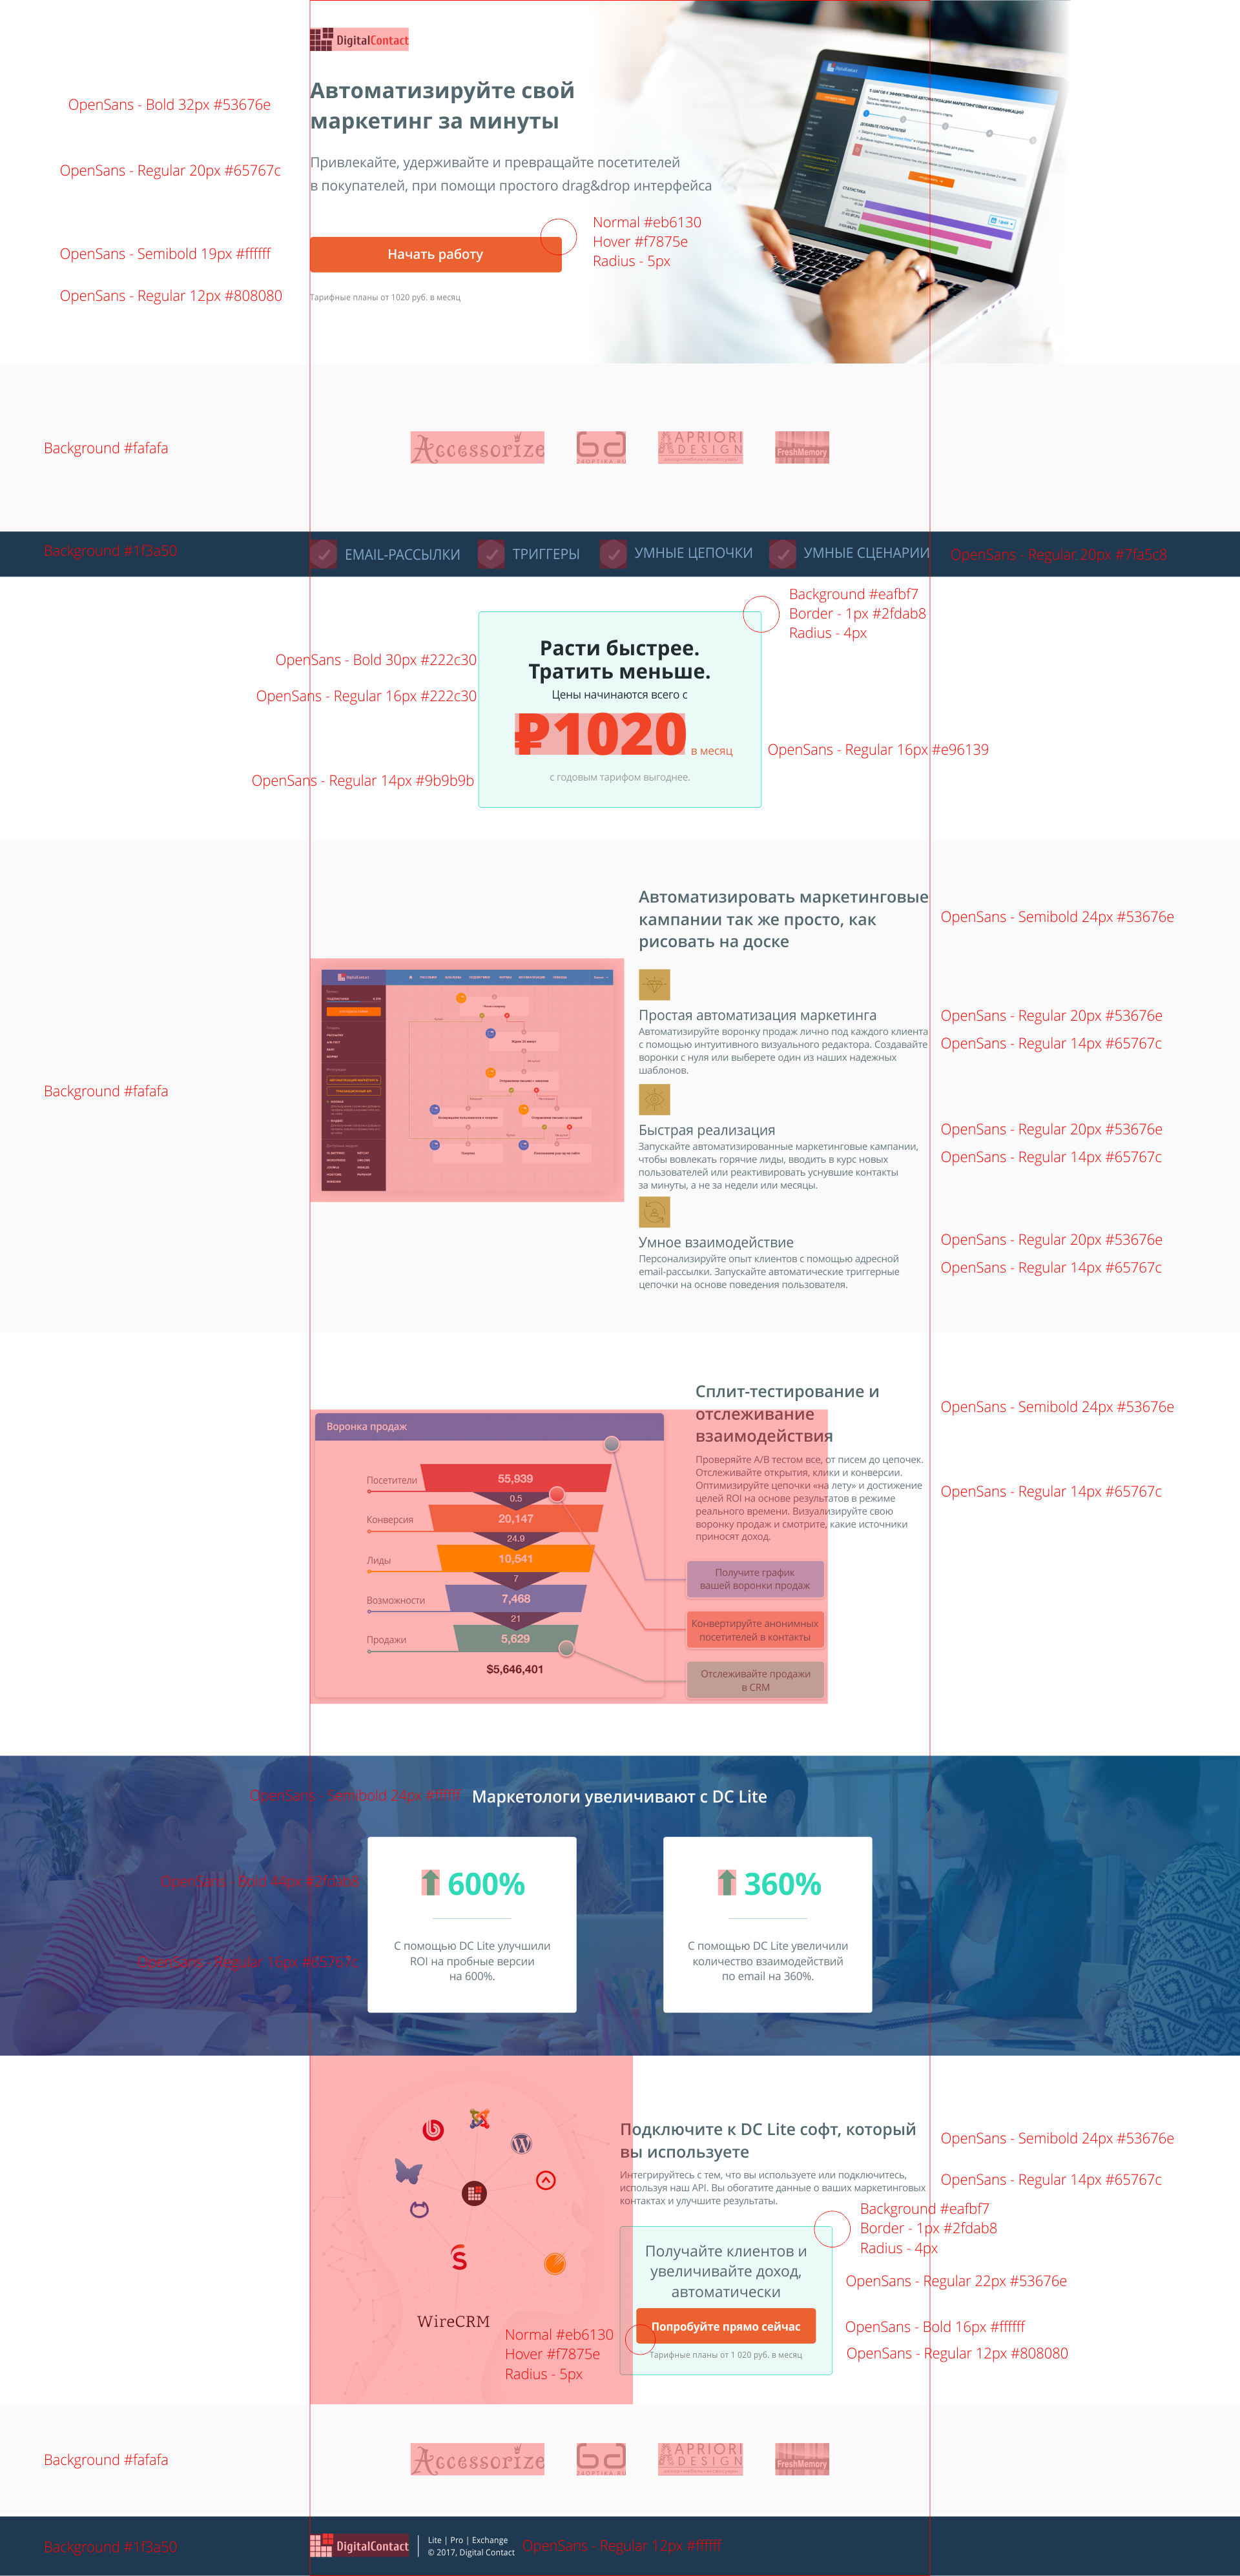 DigitalContact
OpenSans - Bold 32px #53676e
Автоматизируйте свой
маркетинг за минуты
OpenSans - Regular 20px #65767c
Привлекайте, удерживайте и превращайте посетителей
в покупателей, при помощи простого drag&drop интерфейса
Normal #eb6130
Hover #f7875e
Radius - 5px
OpenSans - Semibold 19px #ffffff
Начать работу
OpenSans - Regular 12px #808080
Тарифные планы от 1020 руб. в месяц
Background #fafafa
Accessorize
APRIORI
DESIGN
FreshMemory
Background #1f3a50
EMAIL-РАССЫЛКИ
ТРИГГЕРЫ
УМНЫЕ ЦЕПОЧКИ
УМНЫЕ СЦЕНАРИИ
OpenSans - Regular 20px #7fa5c8
Background #eafbf7
Border - 1px #2fdab8
Radius - 4px
OpenSans - Bold 30px #222c30
Расти быстрее.
Тратить меньше.
OpenSans - Regular 16px #222c30
Цены начинаются всего с
₽1020
в месяц
OpenSans - Regular 16px #e96139
OpenSans - Regular 14px #9b9b9b
с годовым тарифом выгоднее.
Автоматизировать маркетинговые
кампании так же просто, как
рисовать на доске
OpenSans - Semibold 24px #53676e
Простая автоматизация маркетинга
OpenSans - Regular 20px #53676e
Автоматизируйте воронку продаж лично под каждого клиента
с помощью интуитивного визуального редактора. Создавайте
воронки с нуля или выберете один из наших надежных
шаблонов.
OpenSans - Regular 14px #65767c
Background #fafafa
Быстрая реализация
OpenSans - Regular 20px #53676e
Запускайте автоматизированные маркетинговые кампании,
чтобы вовлекать горячие лиды, вводить в курс новых
пользователей или реактивировать уснувшие контакты
за минуты, а не за недели или месяцы.
OpenSans - Regular 14px #65767c
Умное взаимодействие
OpenSans - Regular 20px #53676e
Персонализируйте опыт клиентов с помощью адресной
email-рассылки. Запускайте автоматические триггерные
цепочки на основе поведения пользователя.
OpenSans - Regular 14px #65767c
Сплит-тестирование и
отслеживание
взаимодействия
OpenSans - Semibold 24px #53676e
Проверяйте A/B тестом все, от писем до цепочек.
Отслеживайте открытия, клики и конверсии.
Оптимизируйте цепочки «на лету» и достижение
целей ROI на основе результатов в режиме
реального времени. Визуализируйте свою
воронку продаж и смотрите, какие источники
приносят доход.
OpenSans - Regular 14px #65767c
Воронка продаж
Посетители
55,939
0.5
Конверсия
20,147
24.9
Лиды
10,541
7
Возможности
7,468
21
Продажи
5,629
$5,646,401
Получите график
вашей воронки продаж
Конвертируйте анонимных
посетителей в контакты
Отслеживайте продажи
в CRM
OpenSans - Semibold 24px #ffffff
Маркетологи увеличивают с DC Lite
OpenSans - Bold 44px #2fdab8
600%
360%
OpenSans - Regular 16px #65767c
С помощью DC Lite улучшили
ROI на пробные версии
на 600%.
С помощью DC Lite увеличили
количество взаимодействий
по email на 360%.
Подключите к DC Lite софт, который
вы используете
OpenSans - Semibold 24px #53676e
Интегрируйтесь с тем, что вы используете или подключитесь,
используя наш API. Вы обогатите данные о ваших маркетинговых
контактах и улучшите результаты.
OpenSans - Regular 14px #65767c
Background #eafbf7
Border - 1px #2fdab8
Radius - 4px
Получайте клиентов и
увеличивайте доход,
автоматически
OpenSans - Regular 22px #53676e
WireCRM
Попробуйте прямо сейчас
OpenSans - Bold 16px #ffffff
Normal #eb6130
Hover #f7875e
Radius - 5px
Тарифные планы от 1 020 руб. в месяц
OpenSans - Regular 12px #808080
Background #fafafa
Accessorize
APRIORI
DESIGN
FreshMemory
Background #1f3a50
DigitalContact
Lite | Pro | Exchange
© 2017, Digital Contact
OpenSans - Regular 12px #ffffff